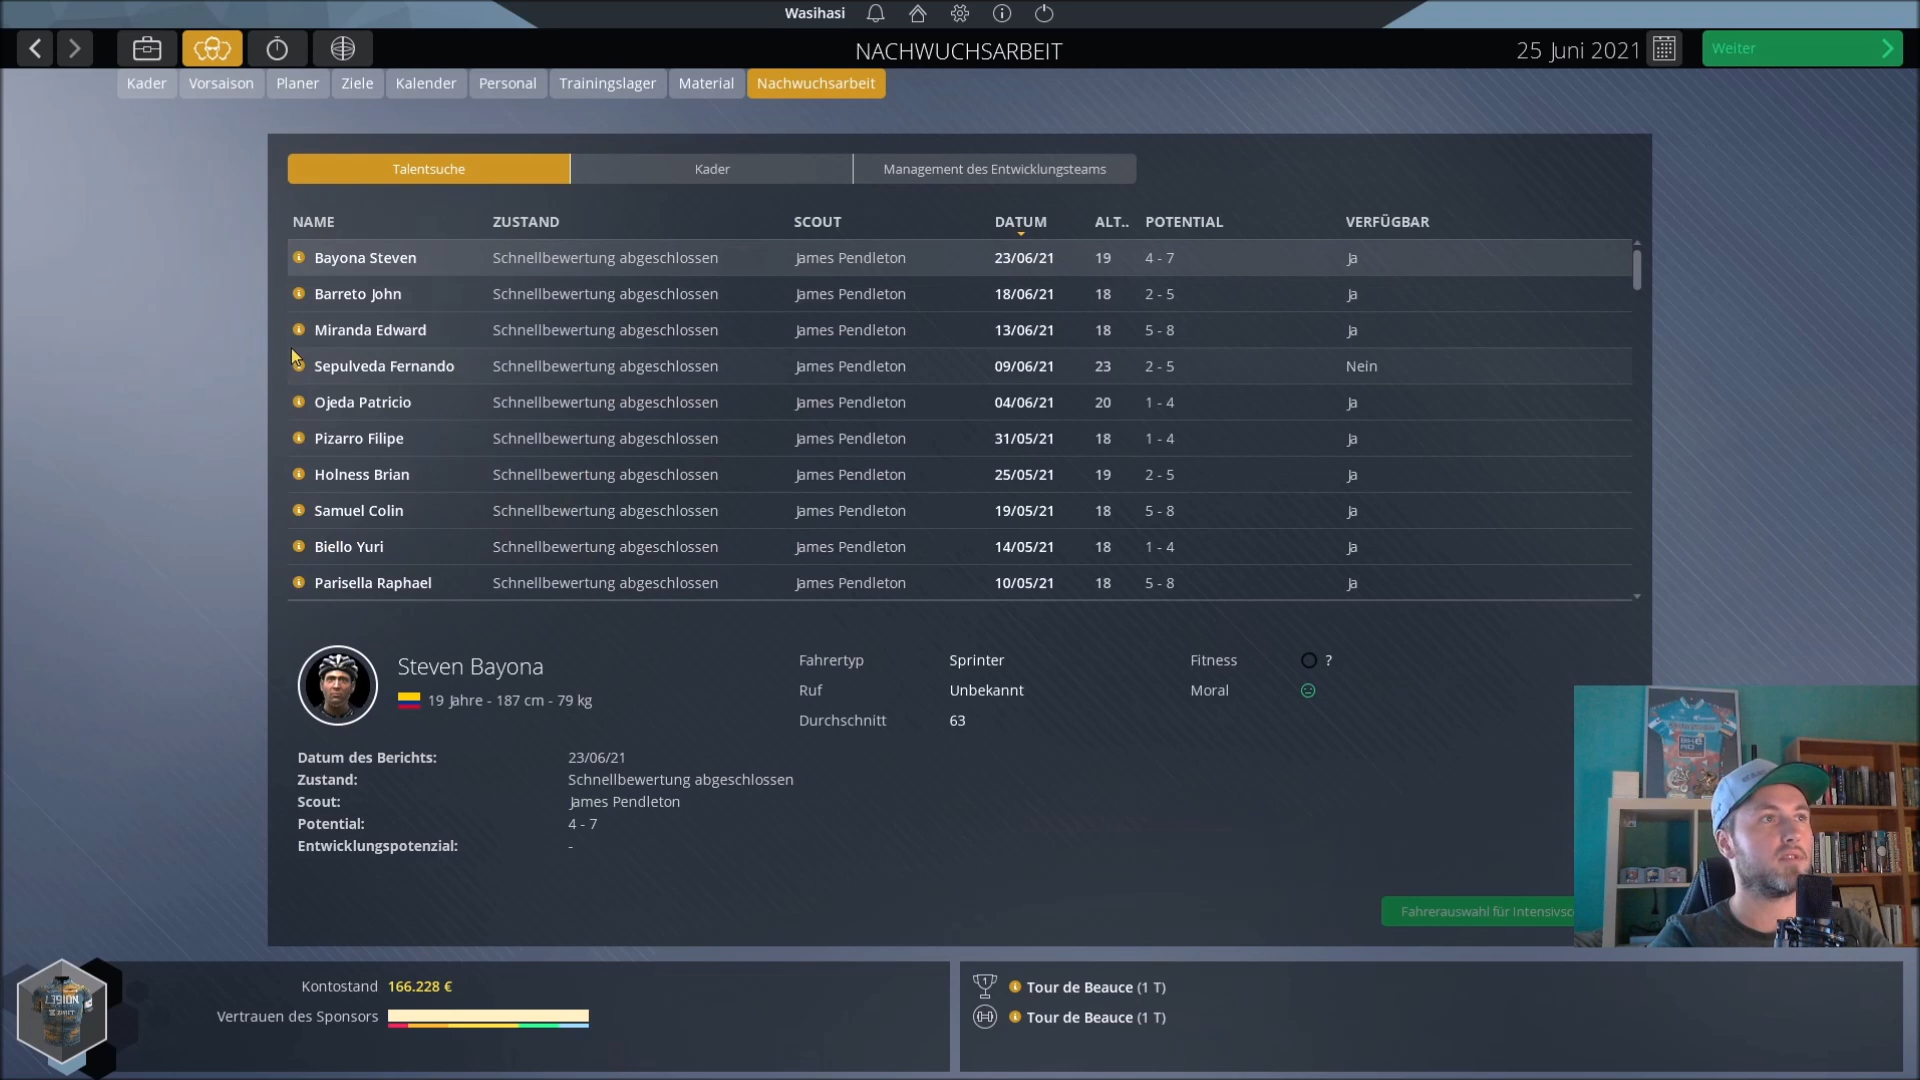 Wasihasi
NACHWUCHSARBEIT
25 Juni 2021
Weiter
Kader Vorsaison Planer Ziele Kalender Personal Trainingslager Material Nachwuchsarbeit
Talentsuche Kader Management des Entwicklungsteams
NAME ZUSTAND SCOUT DATUM ALT.. POTENTIAL VERFÜGBAR
Bayona Steven Schnellbewertung abgeschlossen James Pendleton 23/06/21 19 4 - 7 Ja
Barreto John Schnellbewertung abgeschlossen James Pendleton 18/06/21 18 2 - 5 Ja
Miranda Edward Schnellbewertung abgeschlossen James Pendleton 13/06/21 18 5 - 8 Ja
Sepulveda Fernando Schnellbewertung abgeschlossen James Pendleton 09/06/21 23 2 - 5 Nein
Ojeda Patricio Schnellbewertung abgeschlossen James Pendleton 04/06/21 20 1 - 4 Ja
Pizarro Filipe Schnellbewertung abgeschlossen James Pendleton 31/05/21 18 1 - 4 Ja
Holness Brian Schnellbewertung abgeschlossen James Pendleton 25/05/21 19 2 - 5 Ja
Samuel Colin Schnellbewertung abgeschlossen James Pendleton 19/05/21 18 5 - 8 Ja
Biello Yuri Schnellbewertung abgeschlossen James Pendleton 14/05/21 18 1 - 4 Ja
Parisella Raphael Schnellbewertung abgeschlossen James Pendleton 10/05/21 18 5 - 8 Ja
Steven Bayona
19 Jahre - 187 cm - 79 kg
Fahrertyp Sprinter
Ruf Unbekannt
Durchschnitt 63
Fitness ?
Moral
Datum des Berichts: 23/06/21
Zustand: Schnellbewertung abgeschlossen
Scout: James Pendleton
Potential: 4 - 7
Entwicklungspotenzial: -
Fahrerauswahl für Intensivsc
Kontostand 166.228 €
Vertrauen des Sponsors
Tour de Beauce (1 T)
Tour de Beauce (1 T)